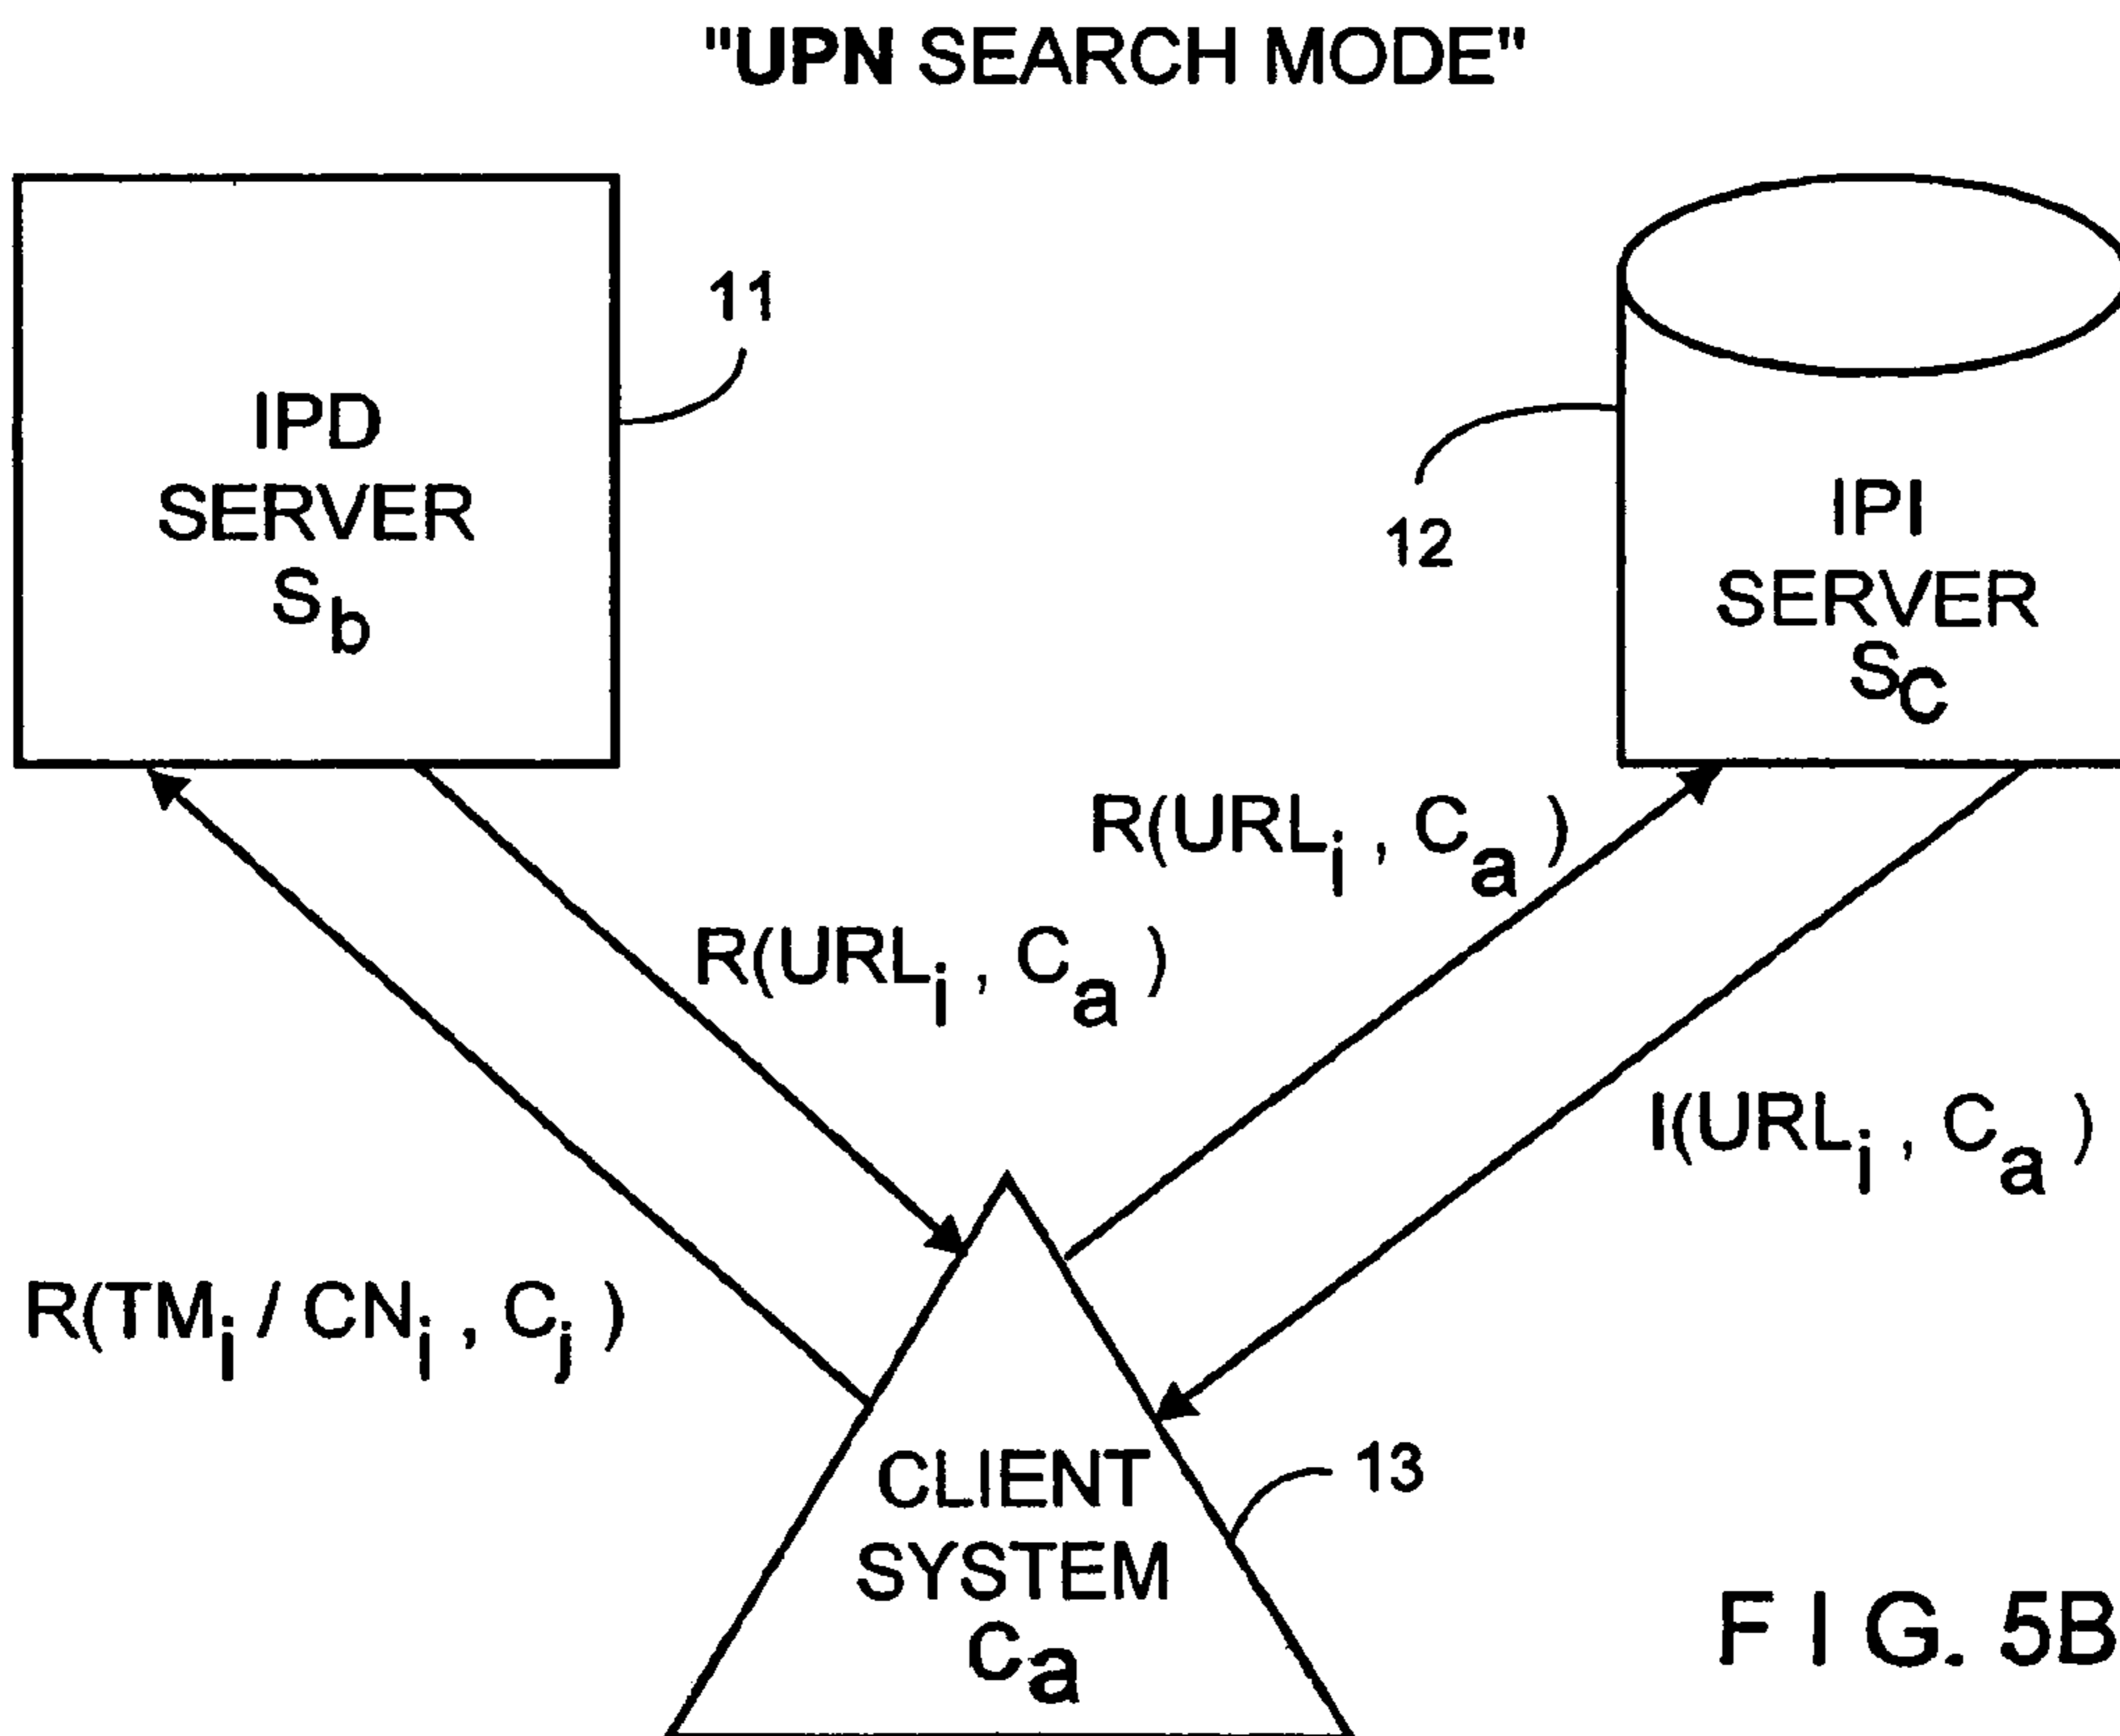 "UPN SEARCH MODE"
11
IPD
SERVER
Sb
12
IPI
SERVER
SC
R(URLi , Ca )
R(URLi , Ca )
I(URLi , Ca )
R(TMi / CNi , Cj )
CLIENT
SYSTEM
Ca
13
FIG. 5B